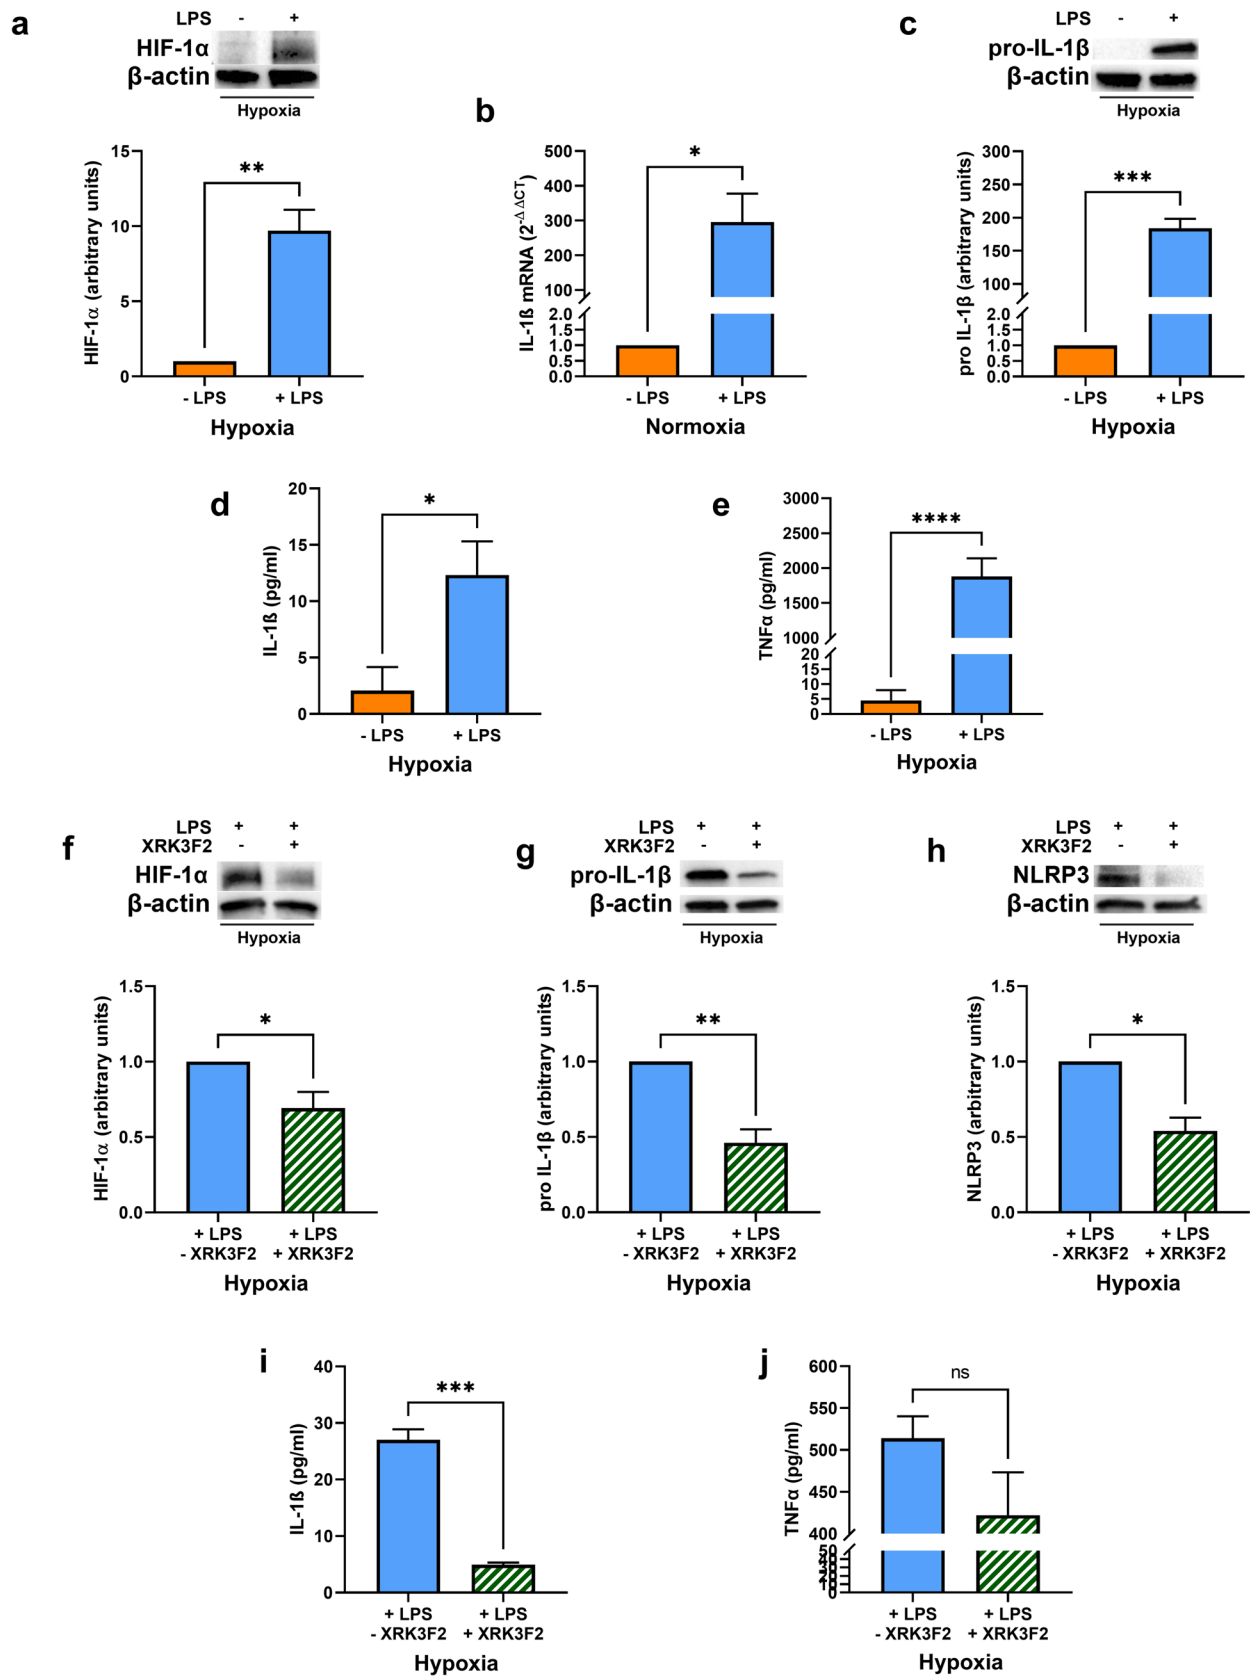 a
LPS - +
HIF-1α
β-actin
Hypoxia
HIF-1α (arbitrary units)
15
10
5
0
**
- LPS + LPS
Hypoxia
b
IL-1ß mRNA (2^-ΔΔCT)
500
400
300
200
100
2.0
1.5
1.0
0.5
0.0
*
- LPS + LPS
Normoxia
c
LPS - +
pro-IL-1β
β-actin
Hypoxia
pro IL-1β (arbitrary units)
300
250
200
150
100
2.0
1.5
1.0
0.5
0.0
***
- LPS + LPS
Hypoxia
d
IL-1ß (pg/ml)
20
15
10
5
0
*
- LPS + LPS
Hypoxia
e
TNFα (pg/ml)
3000
2500
2000
1500
1000
20
15
10
5
0
****
- LPS + LPS
Hypoxia
f
LPS + +
XRK3F2 - +
HIF-1α
β-actin
Hypoxia
HIF-1α (arbitrary units)
1.5
1.0
0.5
0.0
*
+ LPS + LPS
- XRK3F2 + XRK3F2
Hypoxia
g
LPS + +
XRK3F2 - +
pro-IL-1β
β-actin
Hypoxia
pro IL-1β (arbitrary units)
1.5
1.0
0.5
0.0
**
+ LPS + LPS
- XRK3F2 + XRK3F2
Hypoxia
h
LPS + +
XRK3F2 - +
NLRP3
β-actin
Hypoxia
NLRP3 (arbitrary units)
1.5
1.0
0.5
0.0
*
+ LPS + LPS
- XRK3F2 + XRK3F2
Hypoxia
i
IL-1ß (pg/ml)
40
30
20
10
0
***
+ LPS + LPS
- XRK3F2 + XRK3F2
Hypoxia
j
TNFα (pg/ml)
600
550
500
450
400
50
40
30
20
10
0
ns
+ LPS + LPS
- XRK3F2 + XRK3F2
Hypoxia